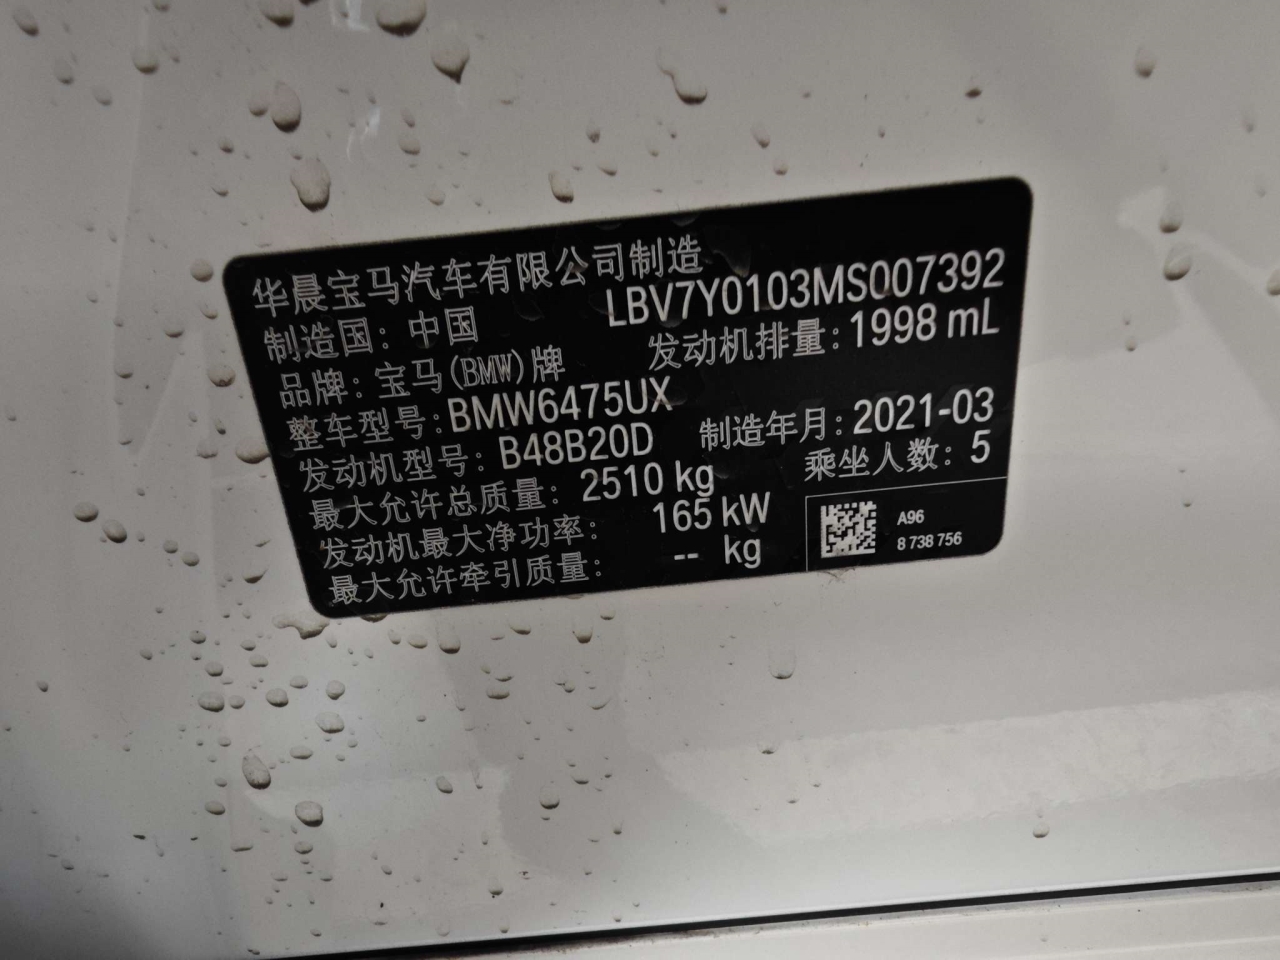 华晨宝马汽车有限公司制造
制造国：中国 LBV7Y0103MS007392
品牌：宝马(BMW)牌 发动机排量：1998 mL
整车型号：BMW6475UX
发动机型号：B48B20D 制造年月：2021-03
最大允许总质量：2510 kg 乘坐人数：5
发动机最大净功率：165 kW
最大允许牵引质量：-- kg
A96
8 738 756